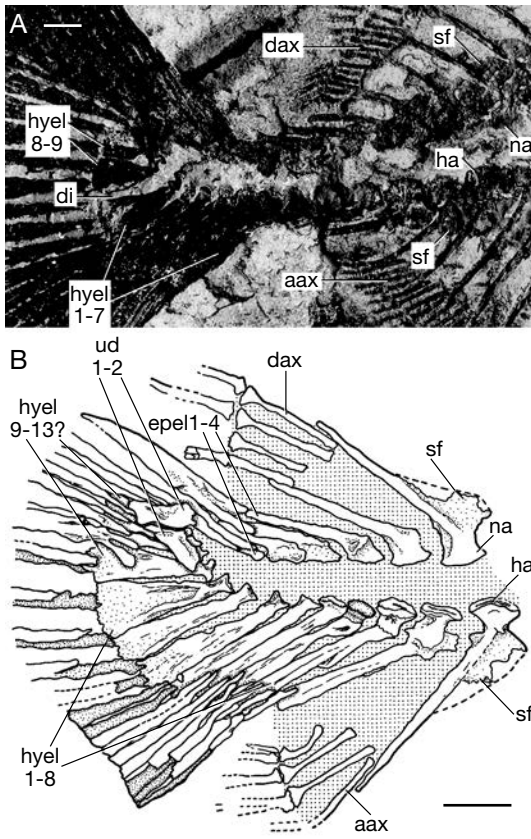 A
dax
sf
na
hyel
8-9
ha
di
sf
hyel
1-7
aax
B
ud
1-2
dax
hyel
9-13?
epel1-4
sf
na
ha
sf
hyel
1-8
aax